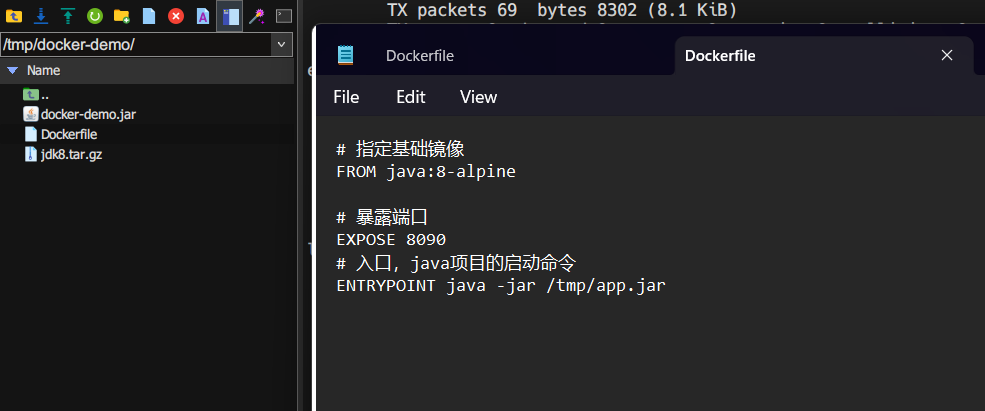 TX packets 69  bytes 8302 (8.1 KiB)
/tmp/docker-demo/
Name
..
docker-demo.jar
Dockerfile
jdk8.tar.gz
Dockerfile
Dockerfile
File
Edit
View
# 指定基础镜像
FROM java:8-alpine
# 暴露端口
EXPOSE 8090
# 入口，java项目的启动命令
ENTRYPOINT java -jar /tmp/app.jar